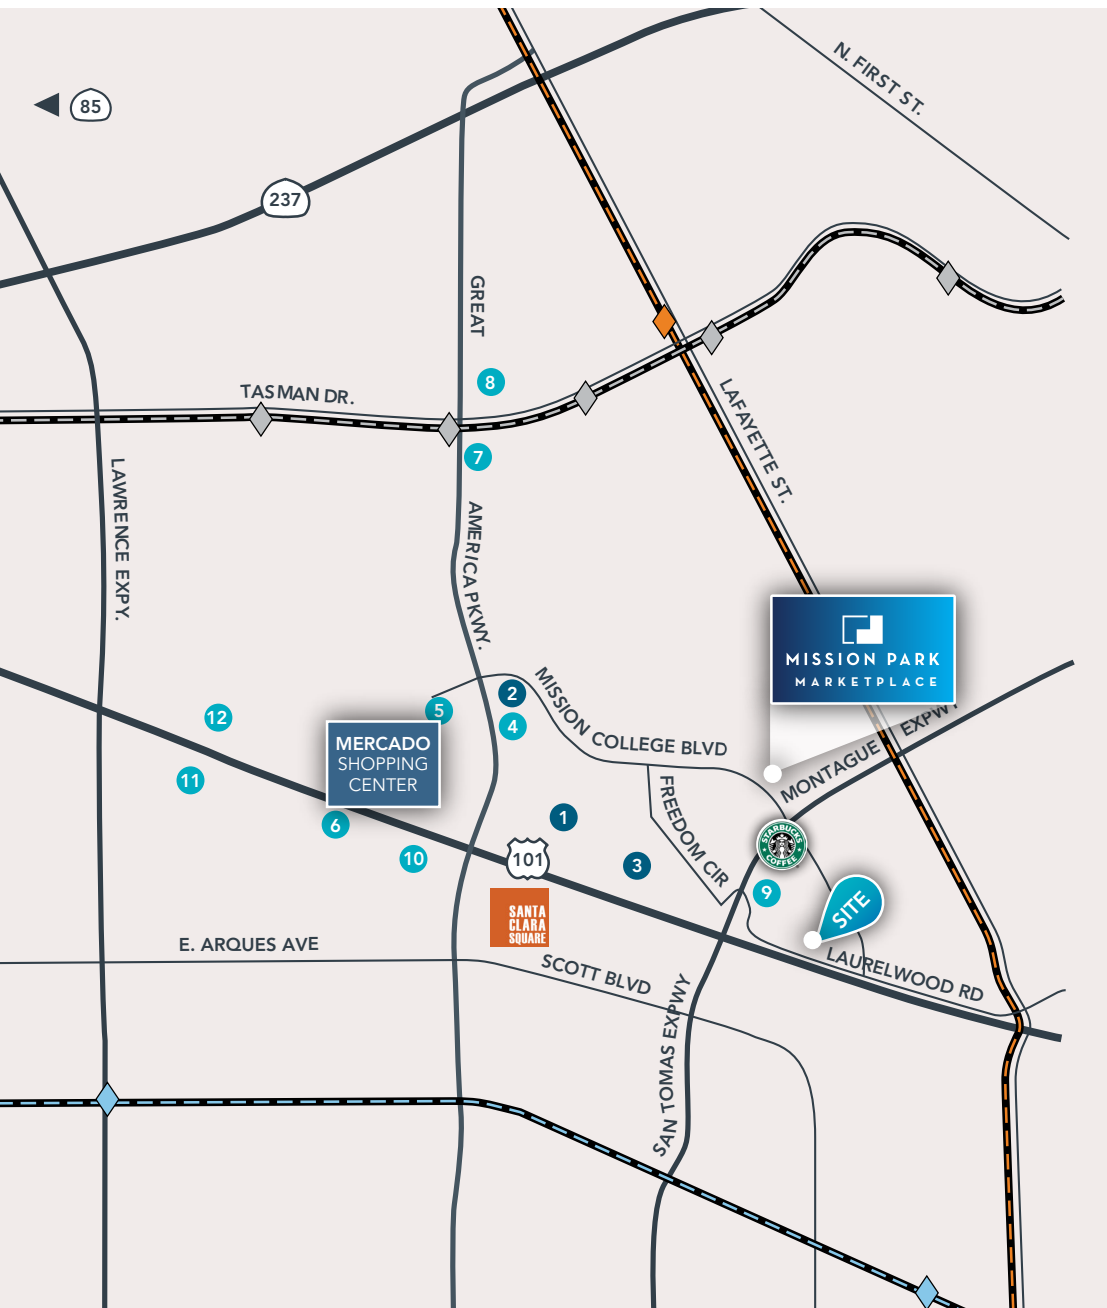 N. FIRST ST.
85
237
GREAT
8
TASMAN DR.
7
LAFAYETTE ST.
LAWRENCE EXPY.
AMERICA PKWY.
MISSION PARK
MARKETPLACE
2
MISSION COLLEGE BLVD
5
4
12
MERCADO
SHOPPING
CENTER
MONTAGUE EXPWY
11
FREEDOM CIR
6
1
STARBUCKS
COFFEE
10
101
3
9
SITE
SANTA
CLARA
SQUARE
E. ARQUES AVE
SCOTT BLVD
LAURELWOOD RD
SAN TOMAS EXPWY